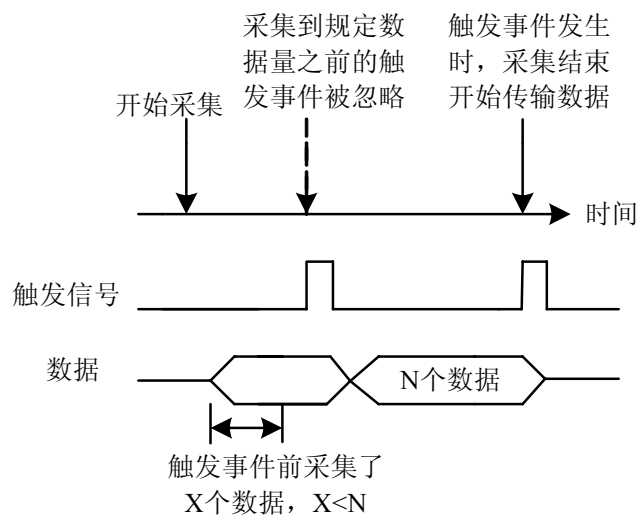 开始采集
采集到规定数
据量之前的触
发事件被忽略
触发事件发生
时，采集结束
开始传输数据
时间
触发信号
数据
N个数据
触发事件前采集了
X个数据，X<N